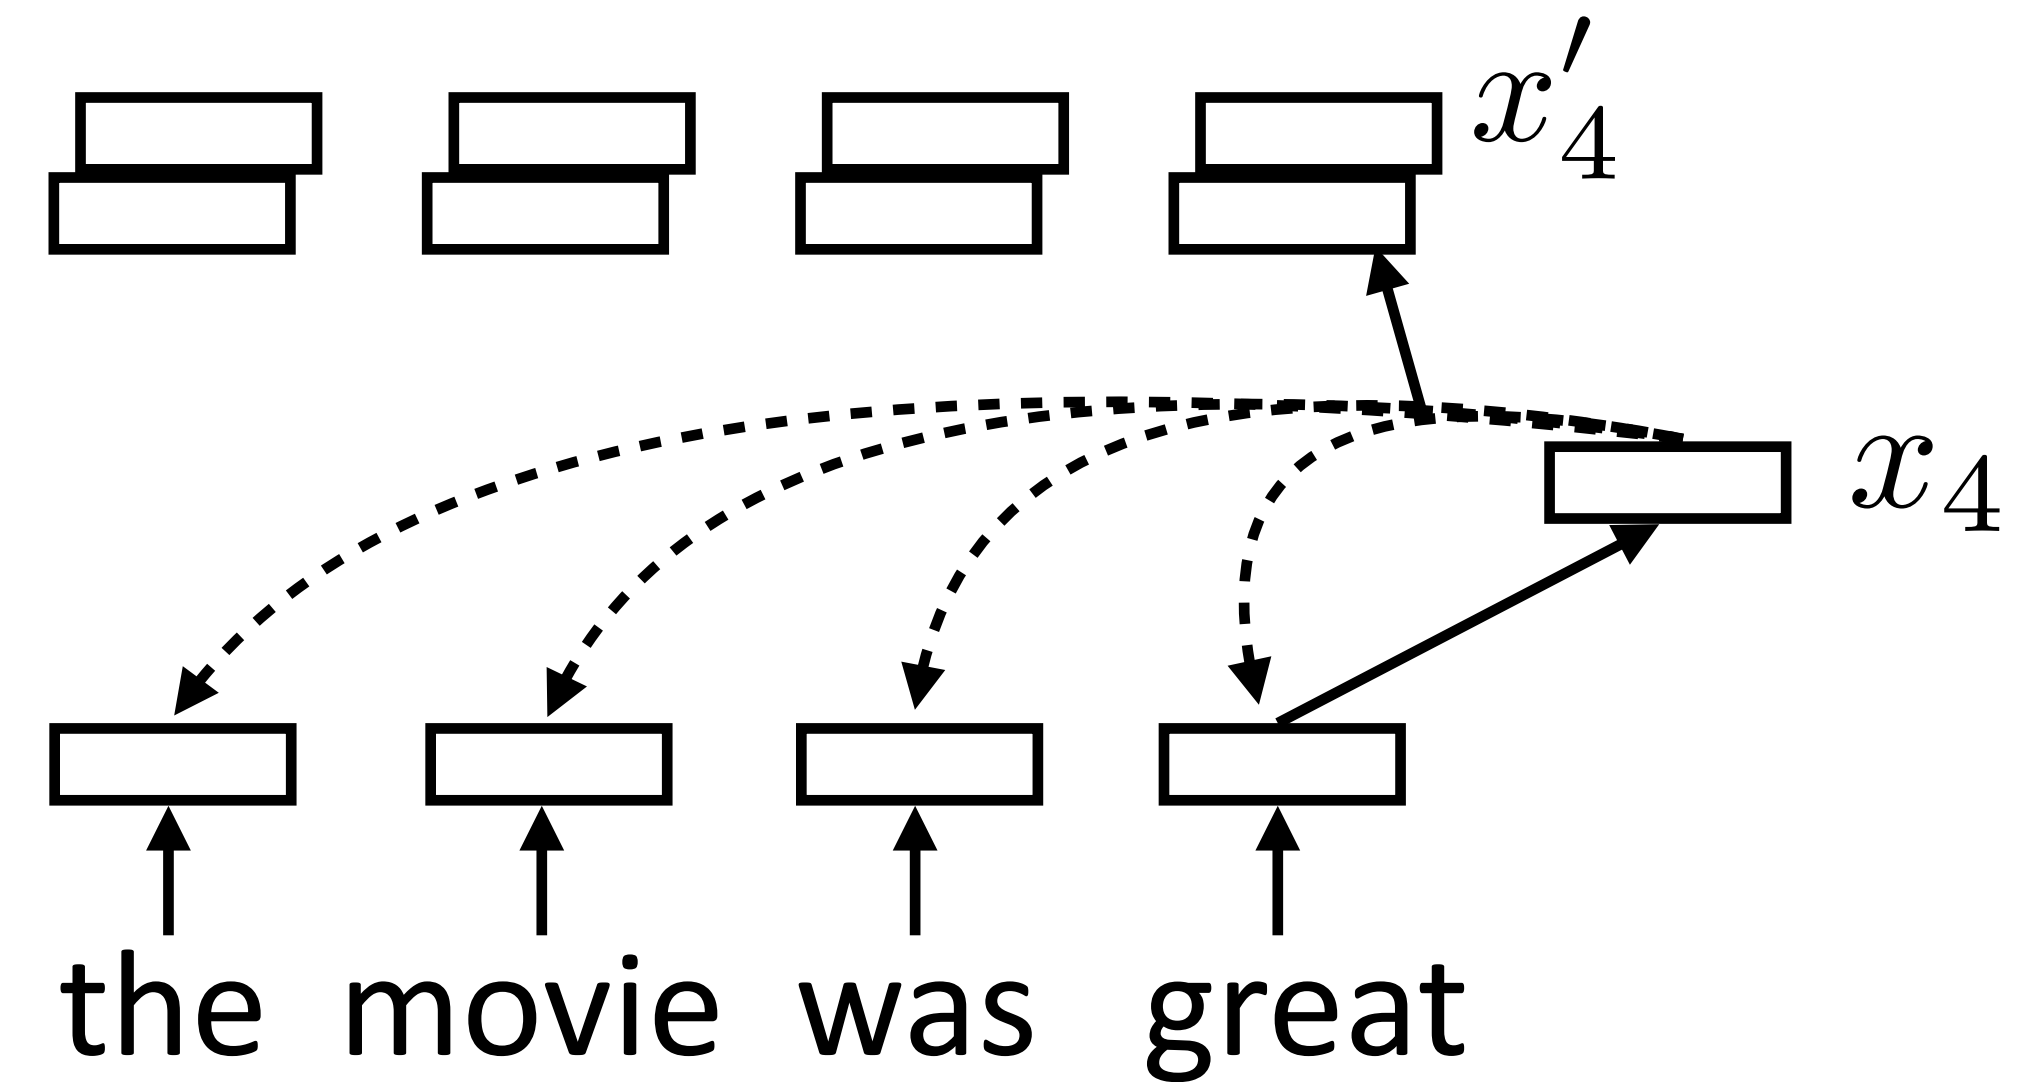 x′₄
x₄
the movie was great